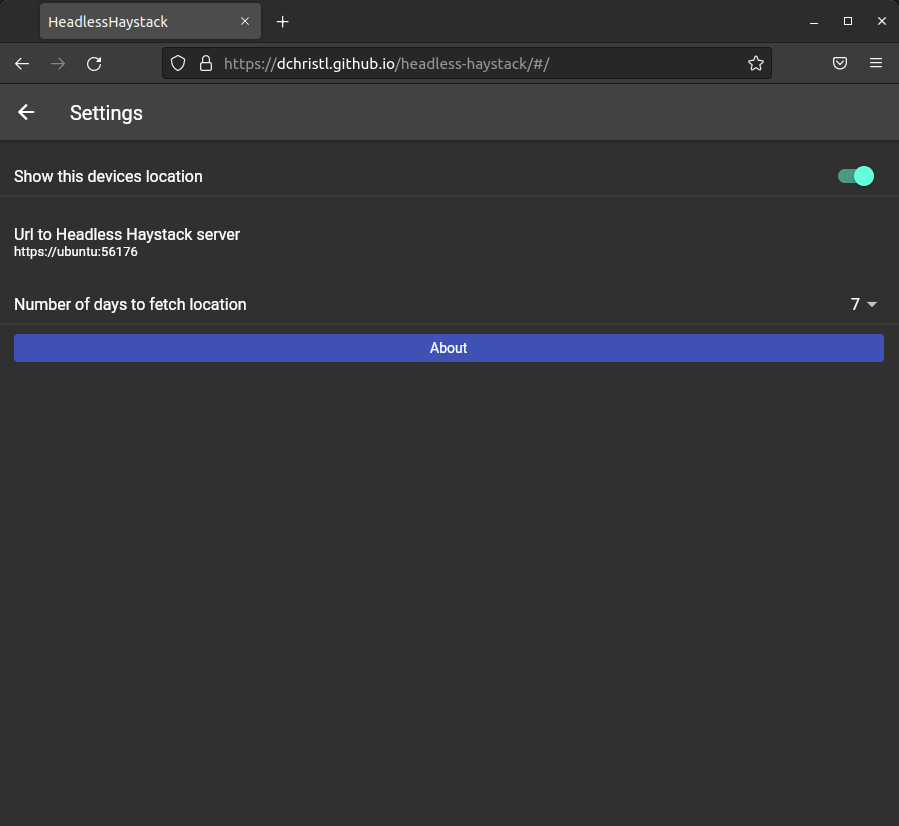 HeadlessHaystack
https://dchristl.github.io/headless-haystack/#/
Settings
Show this devices location
Url to Headless Haystack server
https://ubuntu:56176
Number of days to fetch location 7
About